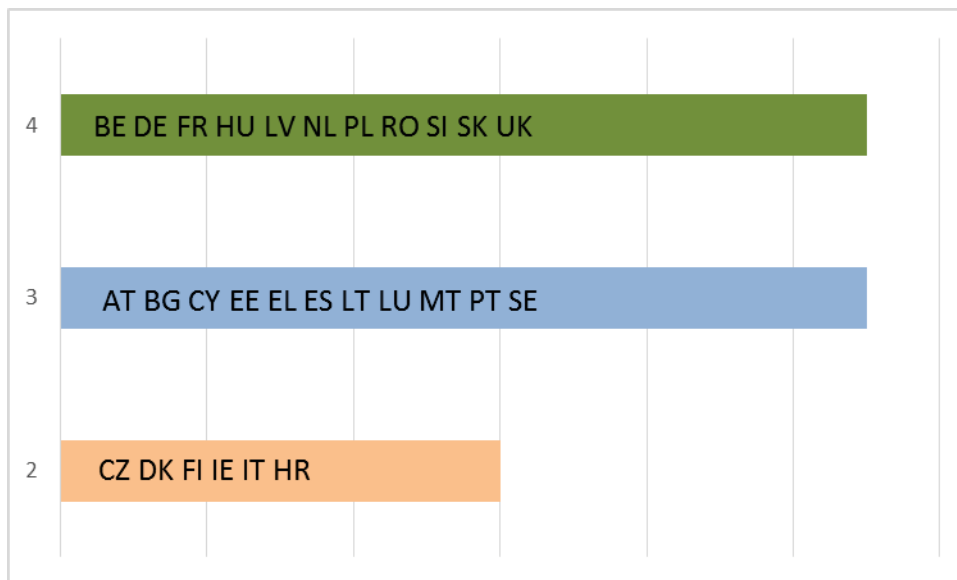 4 BE DE FR HU LV NL PL RO SI SK UK
3 AT BG CY EE EL ES LT LU MT PT SE
2 CZ DK FI IE IT HR